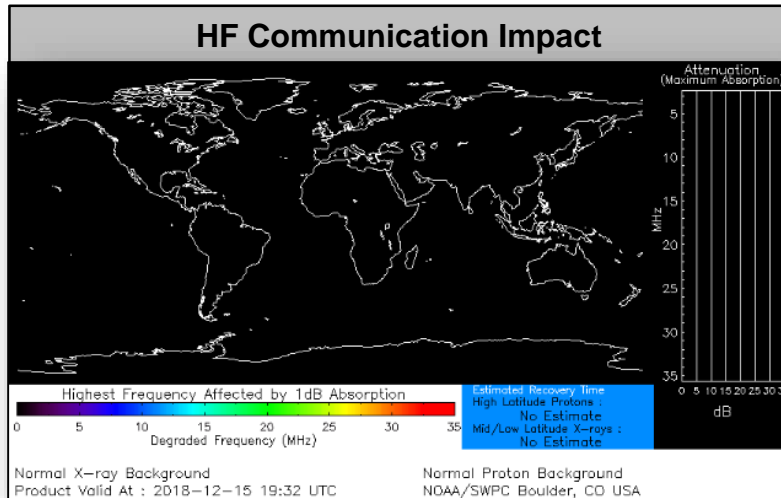 HF Communication Impact
Attenuation
(Maximum Absorption)
5
10
15
20
25
30
35
MHz
0 5 10 15 20 25 30
dB
Highest Frequency Affected by 1dB Absorption
0 5 10 15 20 25 30 35
Degraded Frequency (MHz)
Estimated Recovery Time
High Latitude Protons :
No Estimate
Mid/Low Latitude X-rays :
No Estimate
Normal X-ray Background
Normal Proton Background
Product Valid At : 2018-12-15 19:32 UTC
NOAA/SWPC Boulder, CO USA